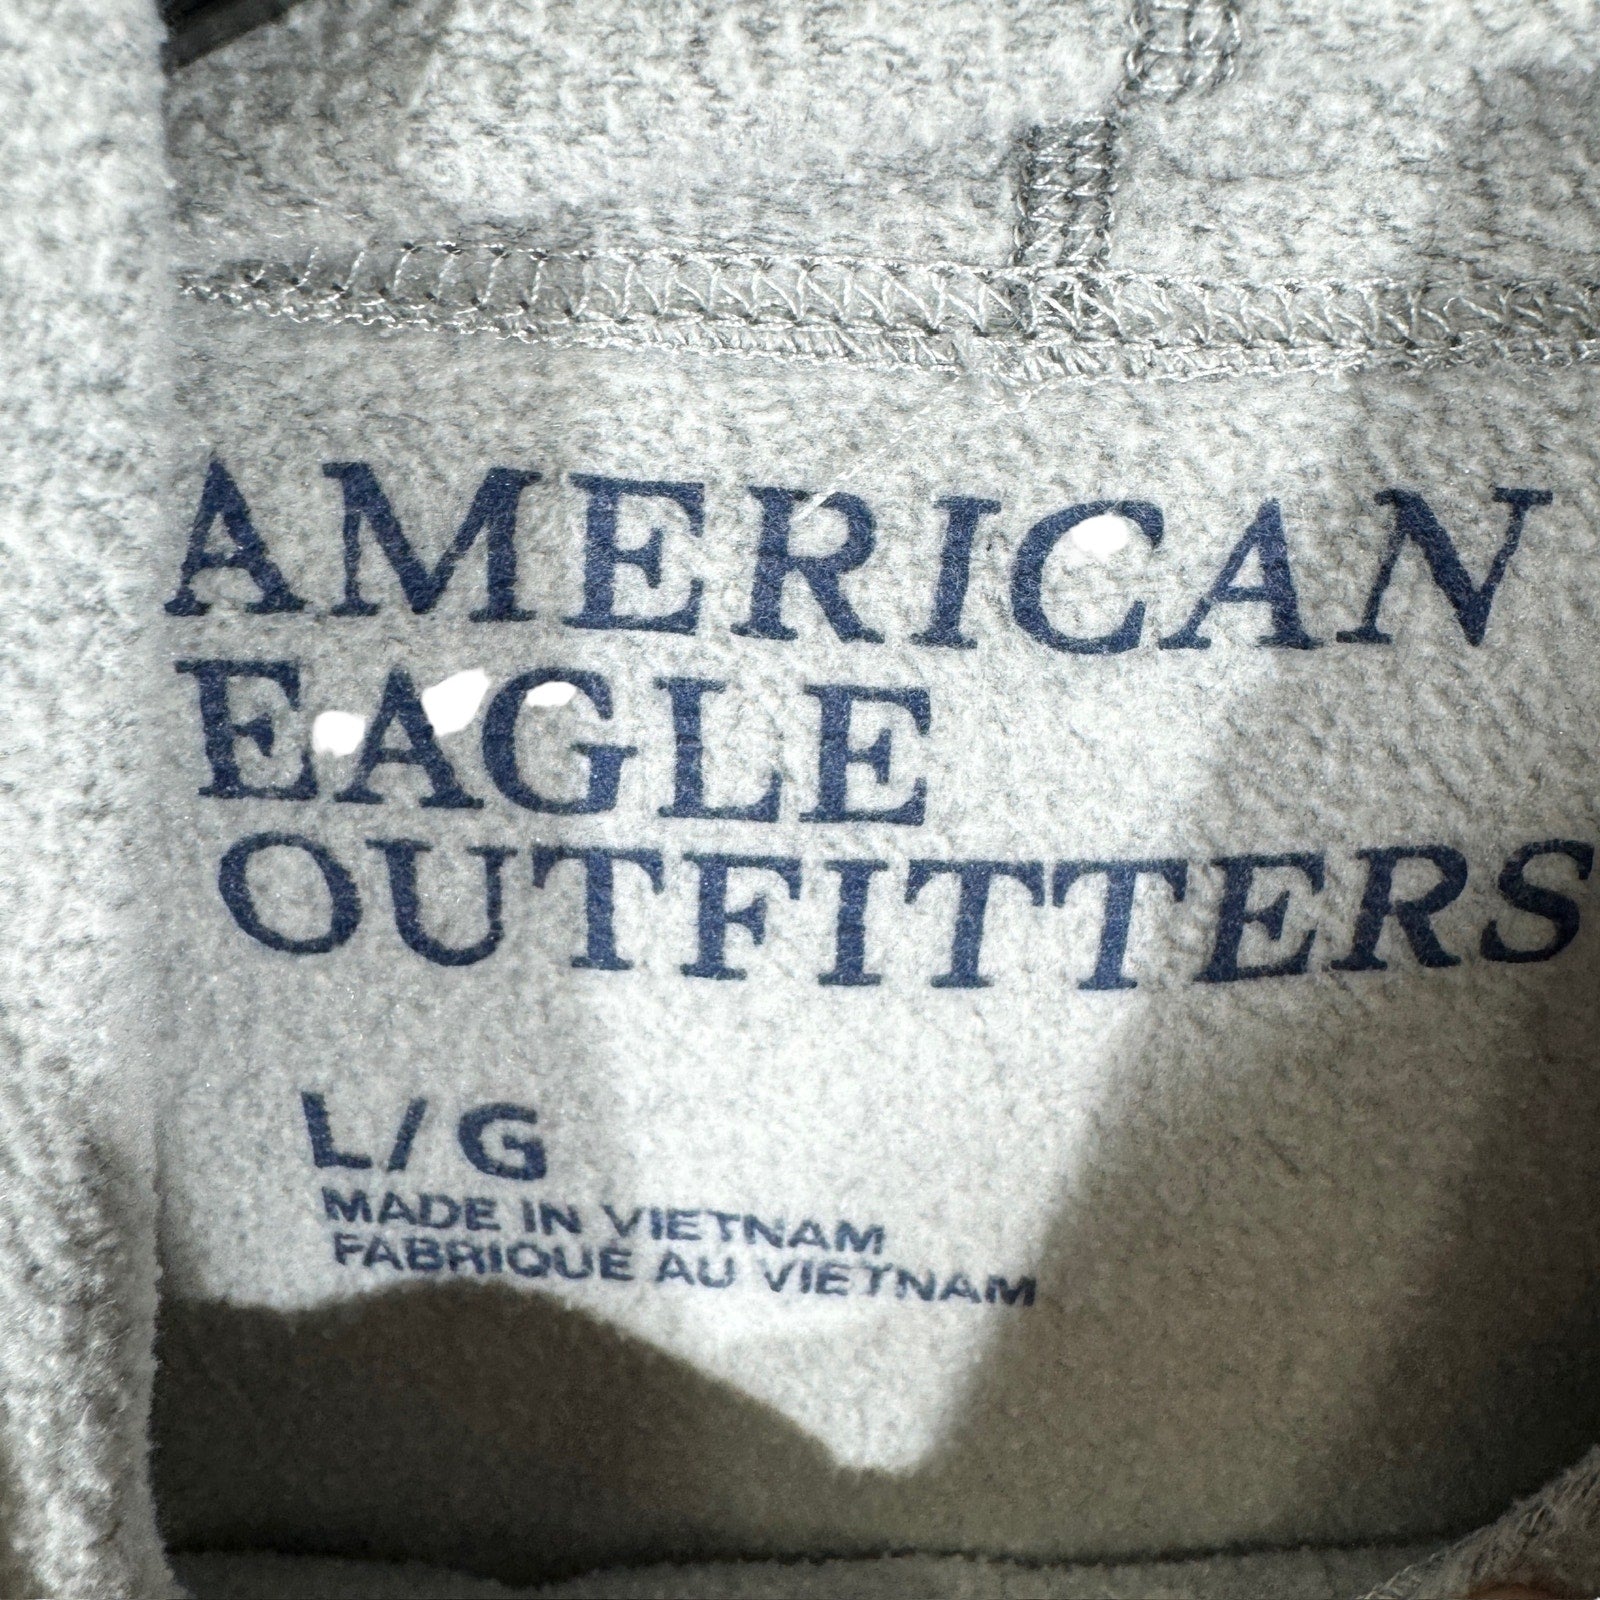 AMERICAN
EAGLE
OUTFITTERS
L/G
MADE IN VIETNAM
FABRIQUÉ AU VIETNAM